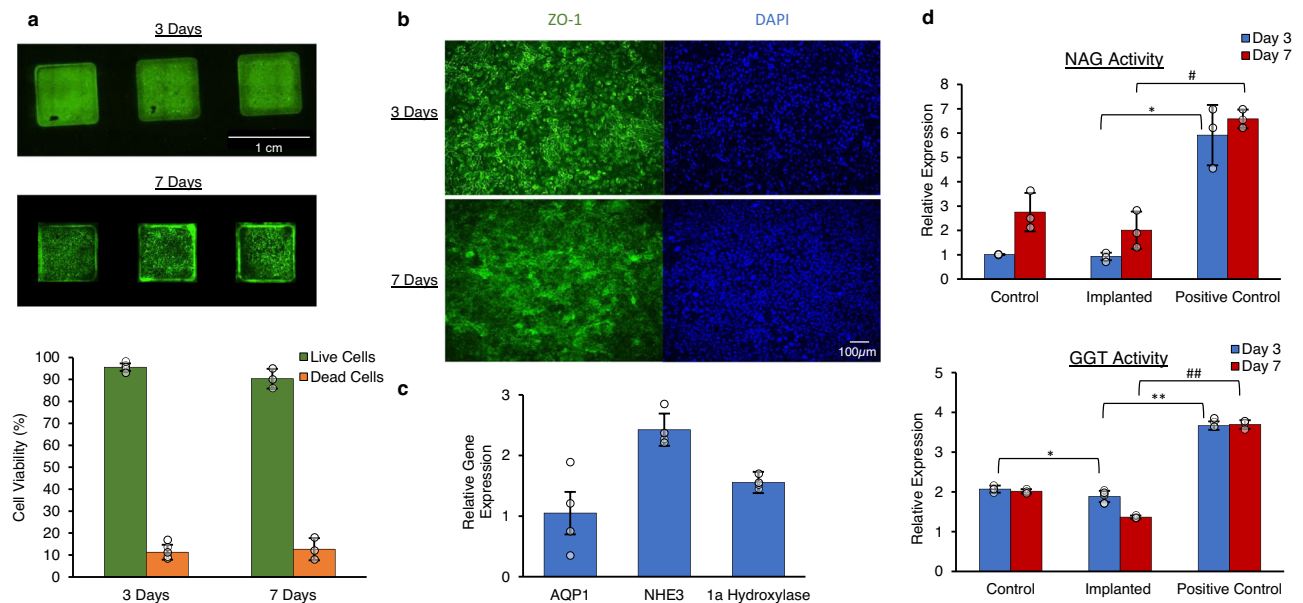 a
3 Days
1 cm
7 Days
Live Cells
Dead Cells
Cell Viability (%)
100
90
80
70
60
50
40
30
20
10
0
3 Days
7 Days
b
ZO-1
DAPI
3 Days
7 Days
100µm
c
Relative Gene
Expression
3
2
1
0
AQP1
NHE3
1a Hydroxylase
d
Day 3
Day 7
NAG Activity
#
*
Relative Expression
8
7
6
5
4
3
2
1
0
Control
Implanted
Positive Control
Day 3
Day 7
GGT Activity
##
**
*
Relative Expression
5
4
3
2
1
0
Control
Implanted
Positive Control